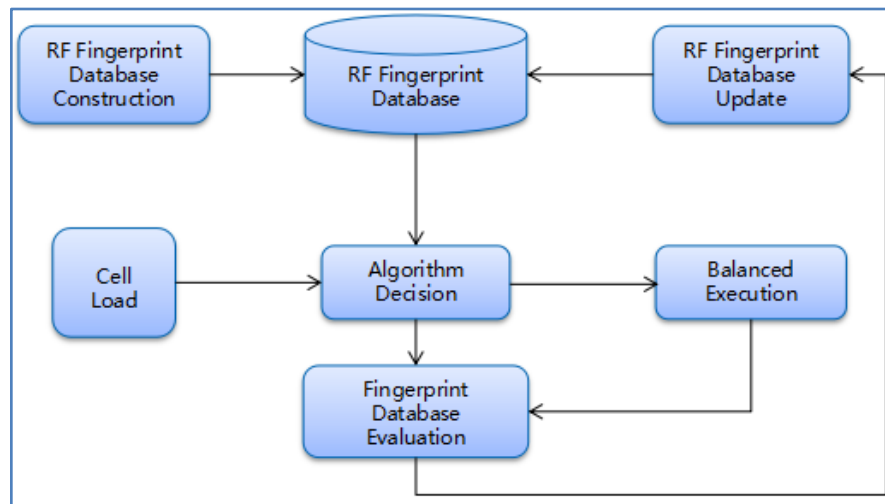 RF Fingerprint
Database
Construction
RF Fingerprint
Database
RF Fingerprint
Database
Update
Cell
Load
Algorithm
Decision
Balanced
Execution
Fingerprint
Database
Evaluation